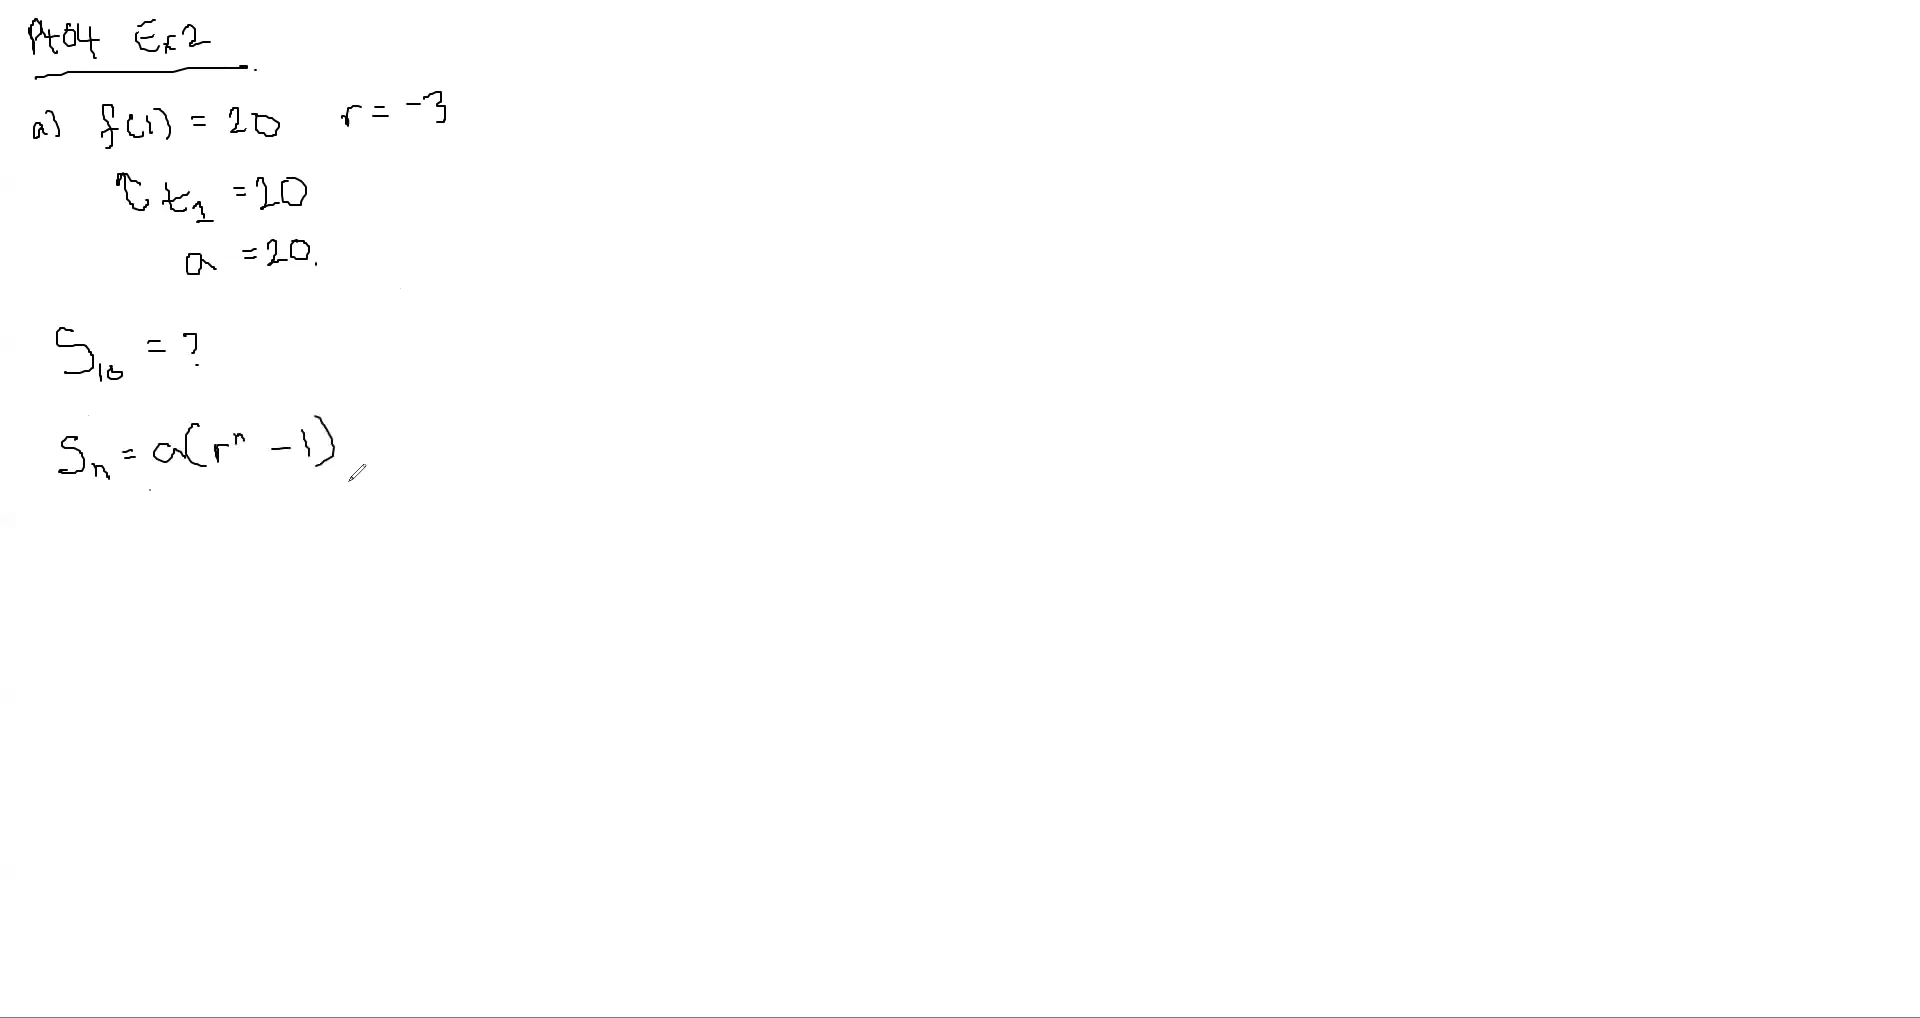 Pt04 Ex2
a) f(1) = 20 r = -3
t₁ = 20
a = 20.
S₁₀ = ?
Sₙ = a(rⁿ - 1)